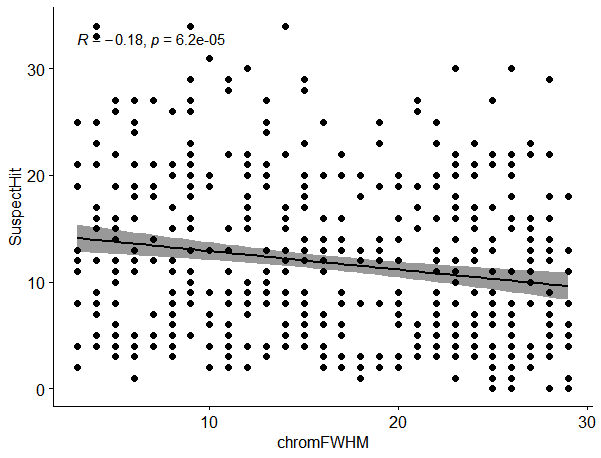 R = −0.18, p = 6.2e-05
30
20
10
0
SuspectHit
10
20
30
chromFWHM